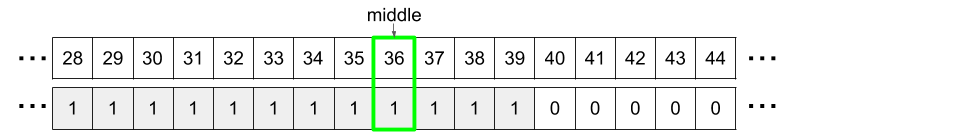 middle
... 28 29 30 31 32 33 34 35 36 37 38 39 40 41 42 43 44 ...
... 1 1 1 1 1 1 1 1 1 1 1 1 0 0 0 0 0 ...